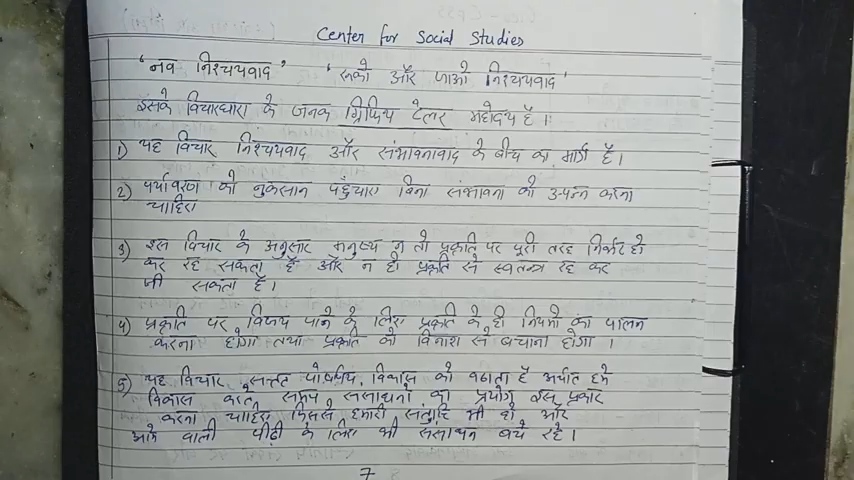 Center for Social Studies
'नव निश्चयवाद' 'रुको और जाओ निश्चयवाद'
इसके विचारधारा के जनक ग्रिफिथ टेलर महोदय हैं।
1) यह विचार निश्चयवाद और संभावनावाद के बीच का मार्ग है।
2) पर्यावरण को नुकसान पहुँचाए बिना संभावना को उत्पन्न करना
चाहिए
3) इस विचार के अनुसार मनुष्य न तो प्रकृति पर पूरी तरह निर्भर हो
कर रह सकता है और न ही प्रकृति से स्वतन्त्र रह कर
जी सकता है।
4) प्रकृति पर विजय पाने के लिए प्रकृति के ही नियमों का पालन
करना होगा तथा प्रकृति को विनाश से बचाना होगा।
5) यह विचार विकास को है अर्थात हमें
विकास करते समय संसाधनों का प्रयोग इस प्रकार
करना चाहिए जिससे हमारी संतुष्टि भी हो और
आने वाली पीढ़ी के लिए भी संसाधन बचे रहे।
7